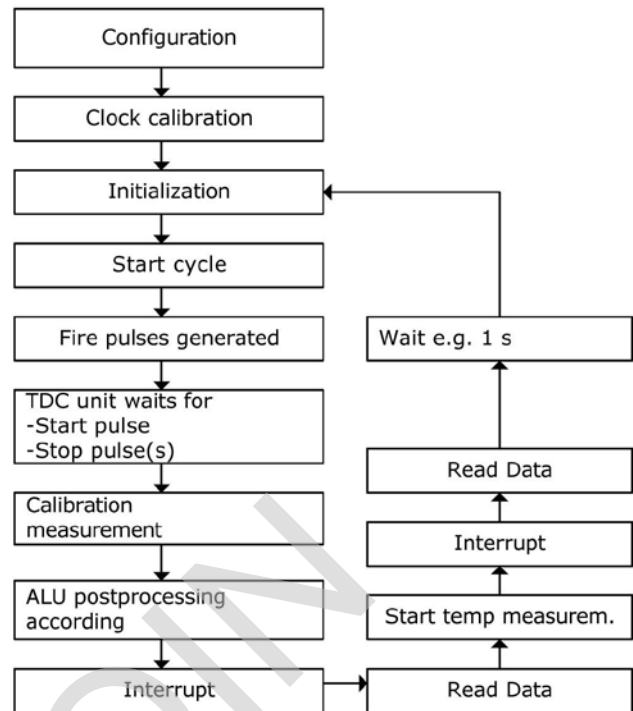 Configuration
Clock calibration
Initialization
Start cycle
Fire pulses generated
TDC unit waits for
-Start pulse
-Stop pulse(s)
Calibration
measurement
ALU postprocessing
according
Interrupt
Read Data
Start temp measurem.
Interrupt
Read Data
Wait e.g. 1 s